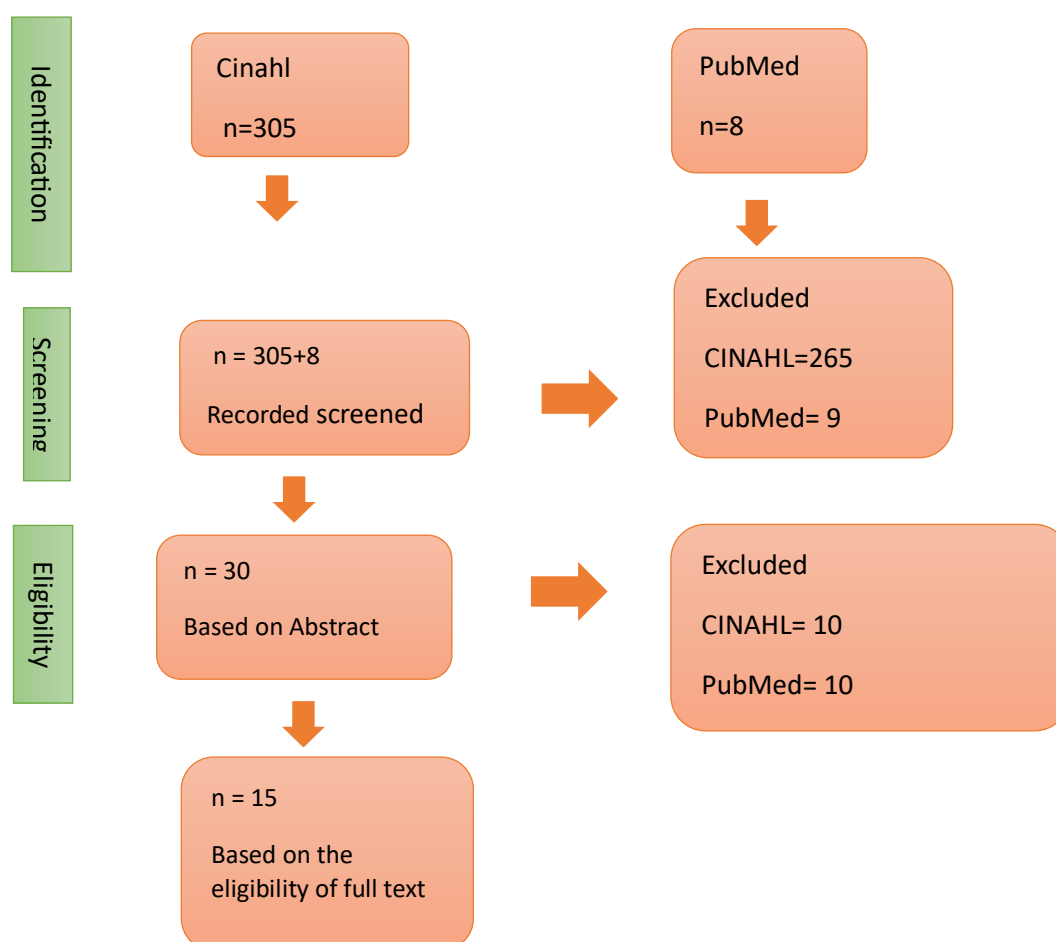 Identification
Cinahl
n=305
PubMed
n=8
Screening
n = 305+8
Recorded screened
Excluded
CINAHL=265
PubMed= 9
Eligibility
n = 30
Based on Abstract
Excluded
CINAHL= 10
PubMed= 10
n = 15
Based on the
eligibility of full text